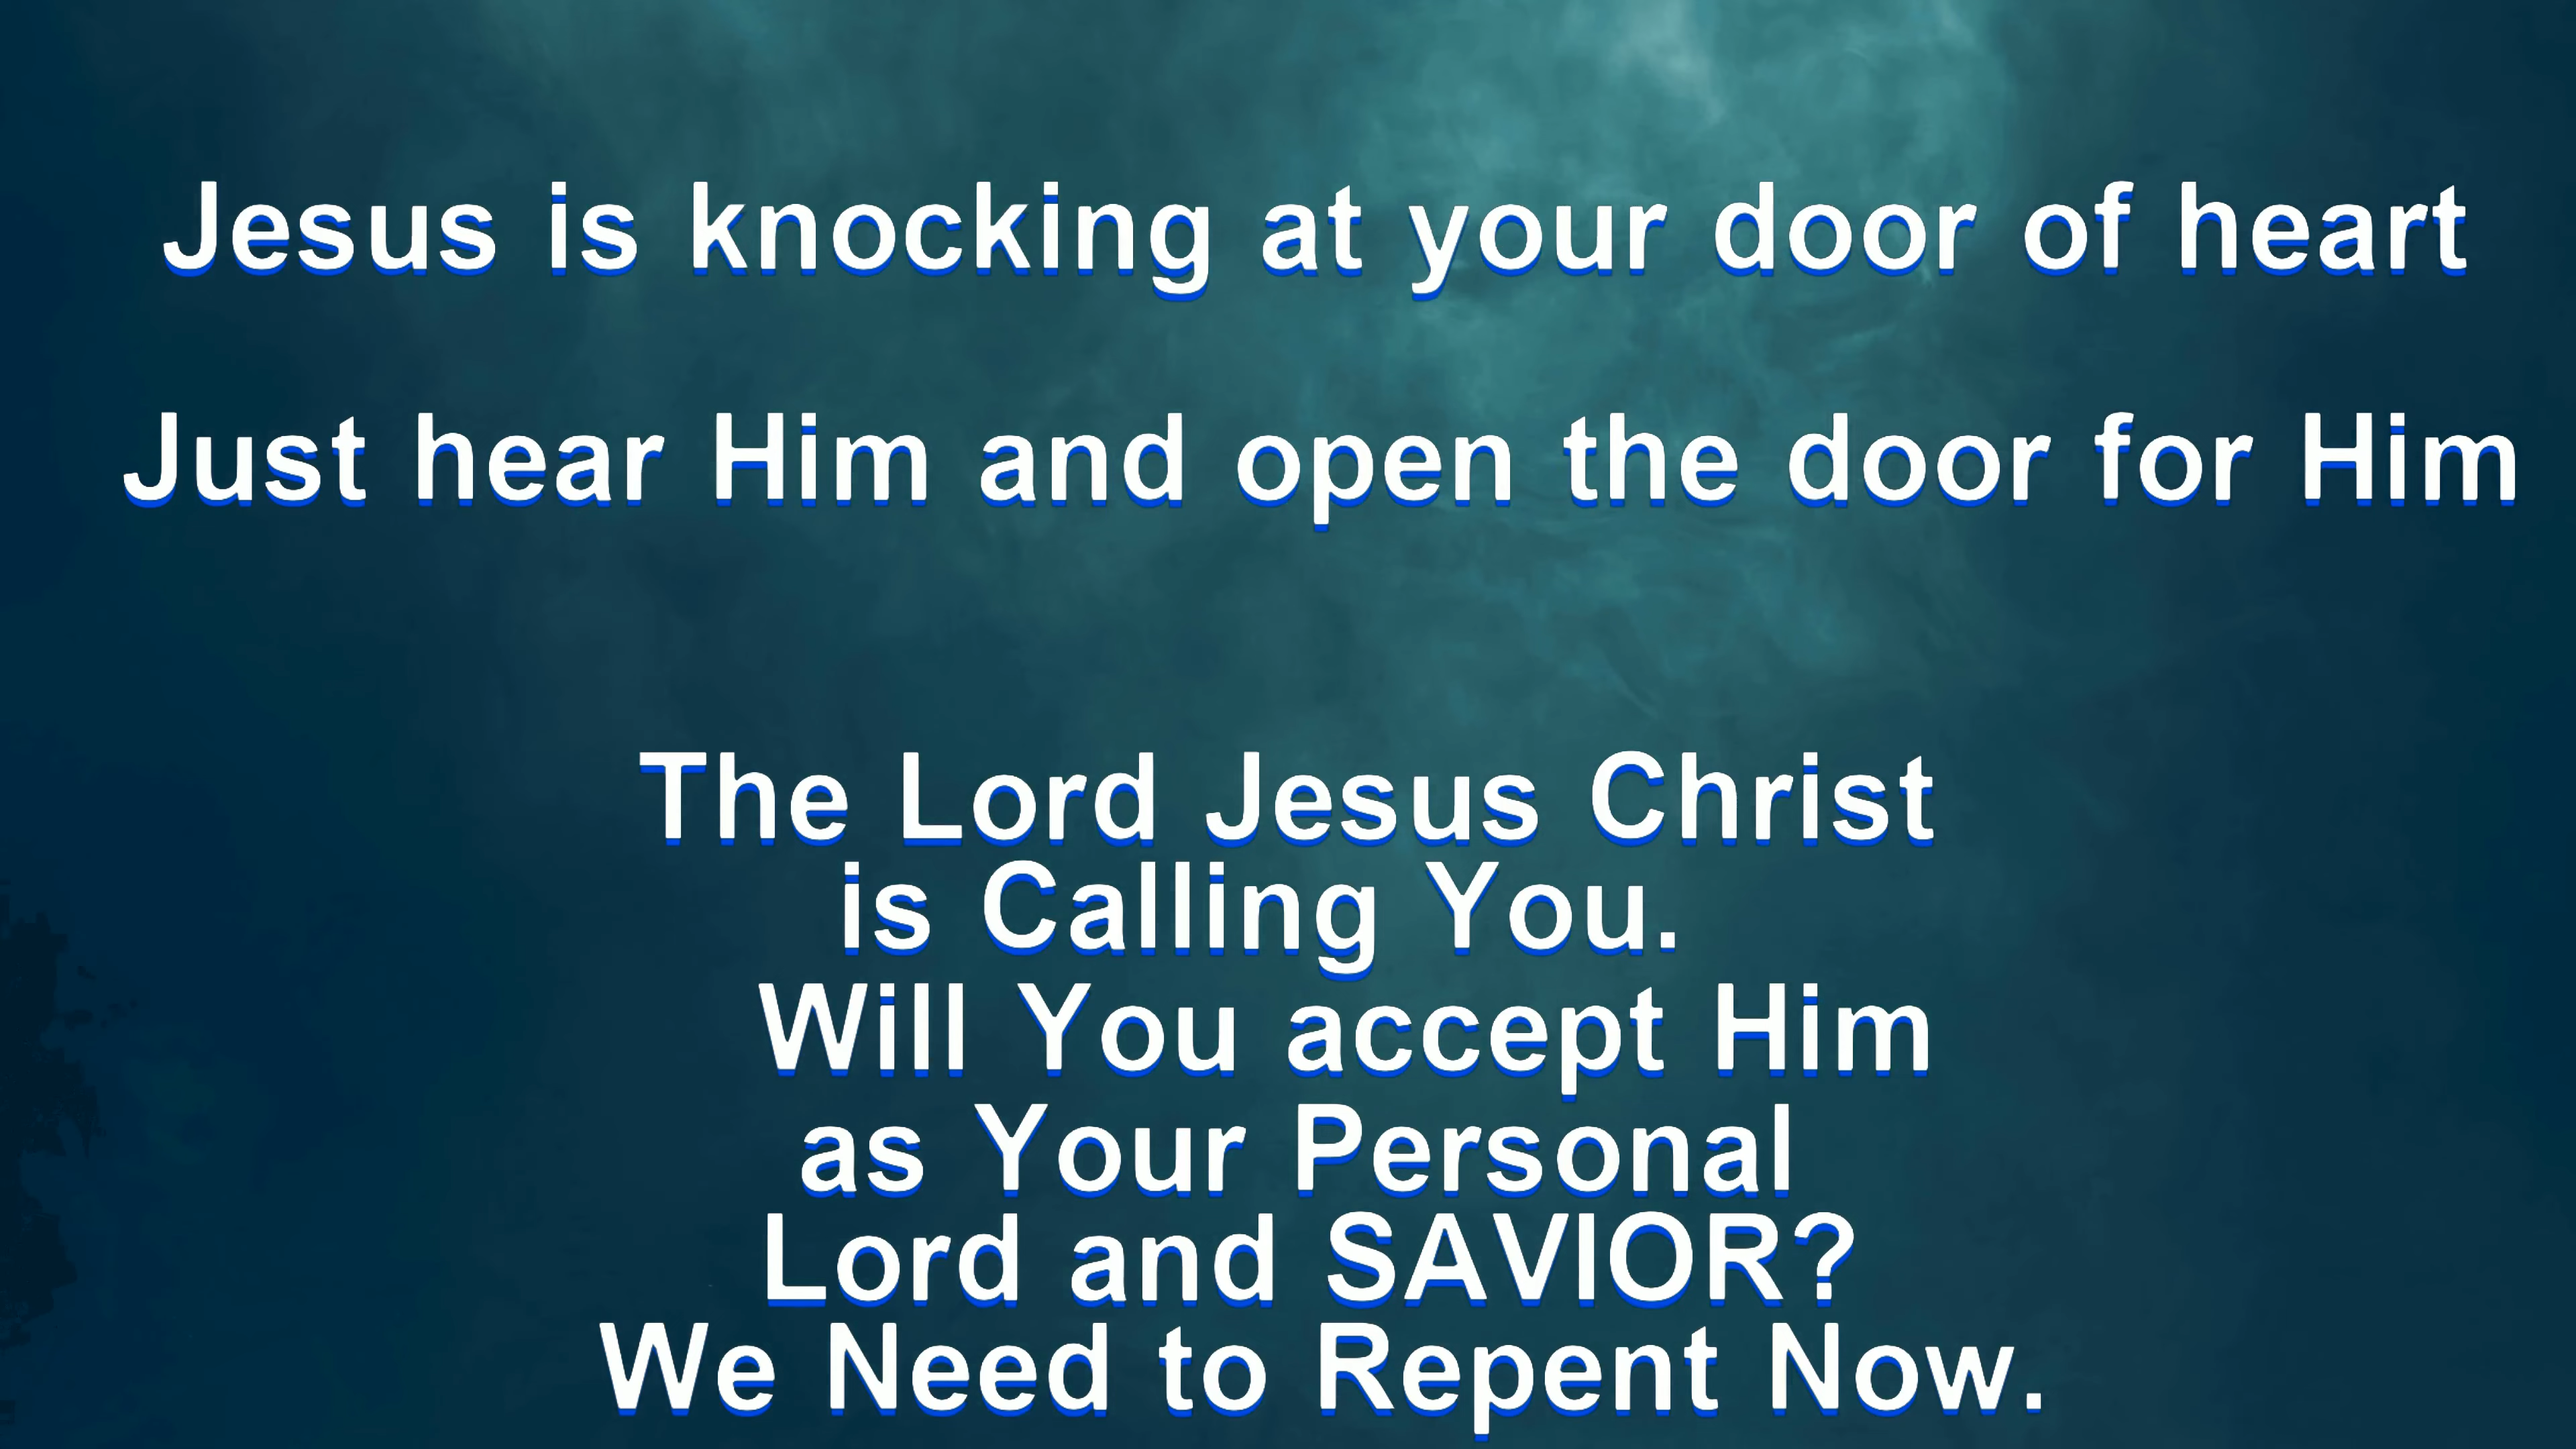 Jesus is knocking at your door of heart
Just hear Him and open the door for Him
The Lord Jesus Christ
is Calling You.
Will You accept Him
as Your Personal
Lord and SAVIOR?
We Need to Repent Now.